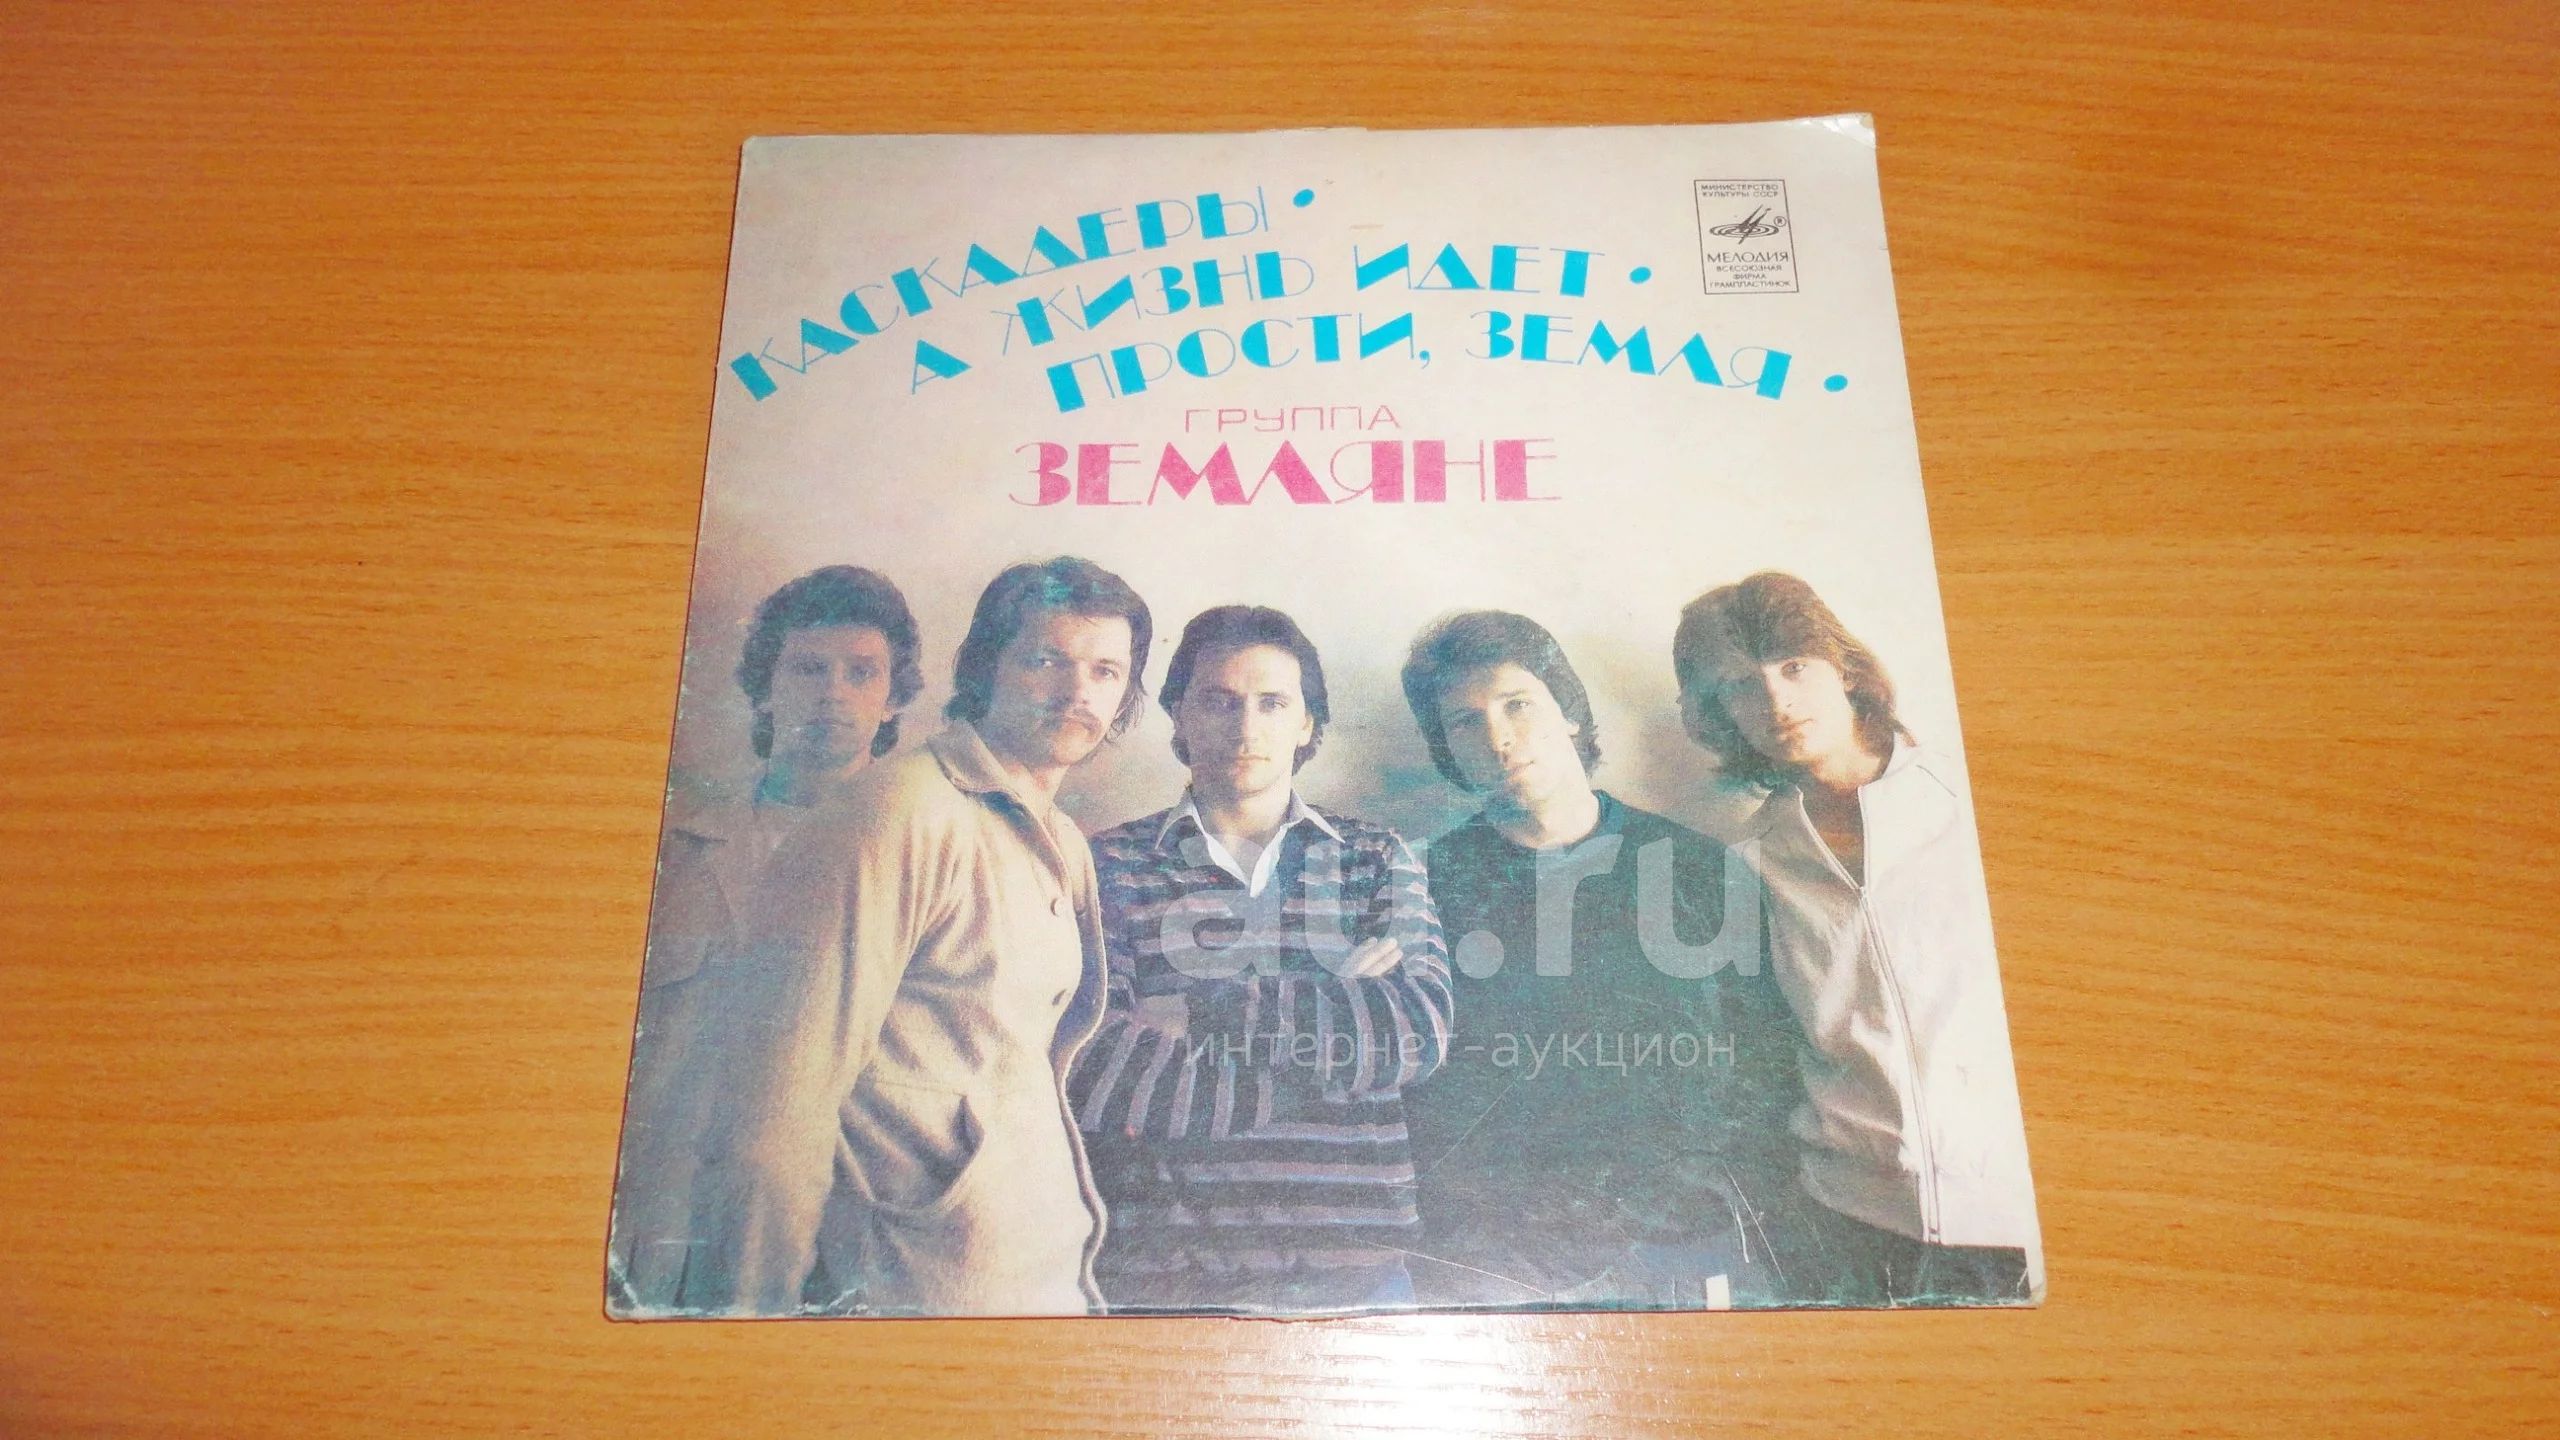 КАСКАДЕРЫ •
А ЖИЗНЬ ИДЕТ •
ПРОСТИ, ЗЕМЛЯ •
ГРУППА
ЗЕМЛЯНЕ
МИНИСТЕРСТВО
КУЛЬТУРЫ СССР
®
МЕЛОДИЯ
ВСЕСОЮЗНАЯ
ФИРМА
ГРАМПЛАСТИНОК
au.ru
интернет-аукцион